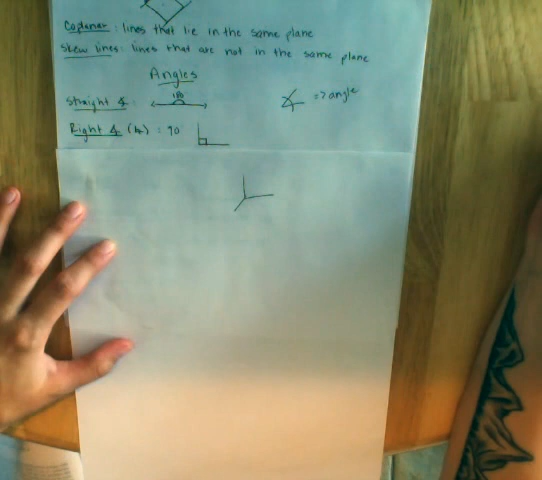 Coplanar: lines that lie in the same plane
Skew lines: lines that are not in the same plane
Angles
Straight ∡: 180
∡ => angle
Right ∡ (∟): 90